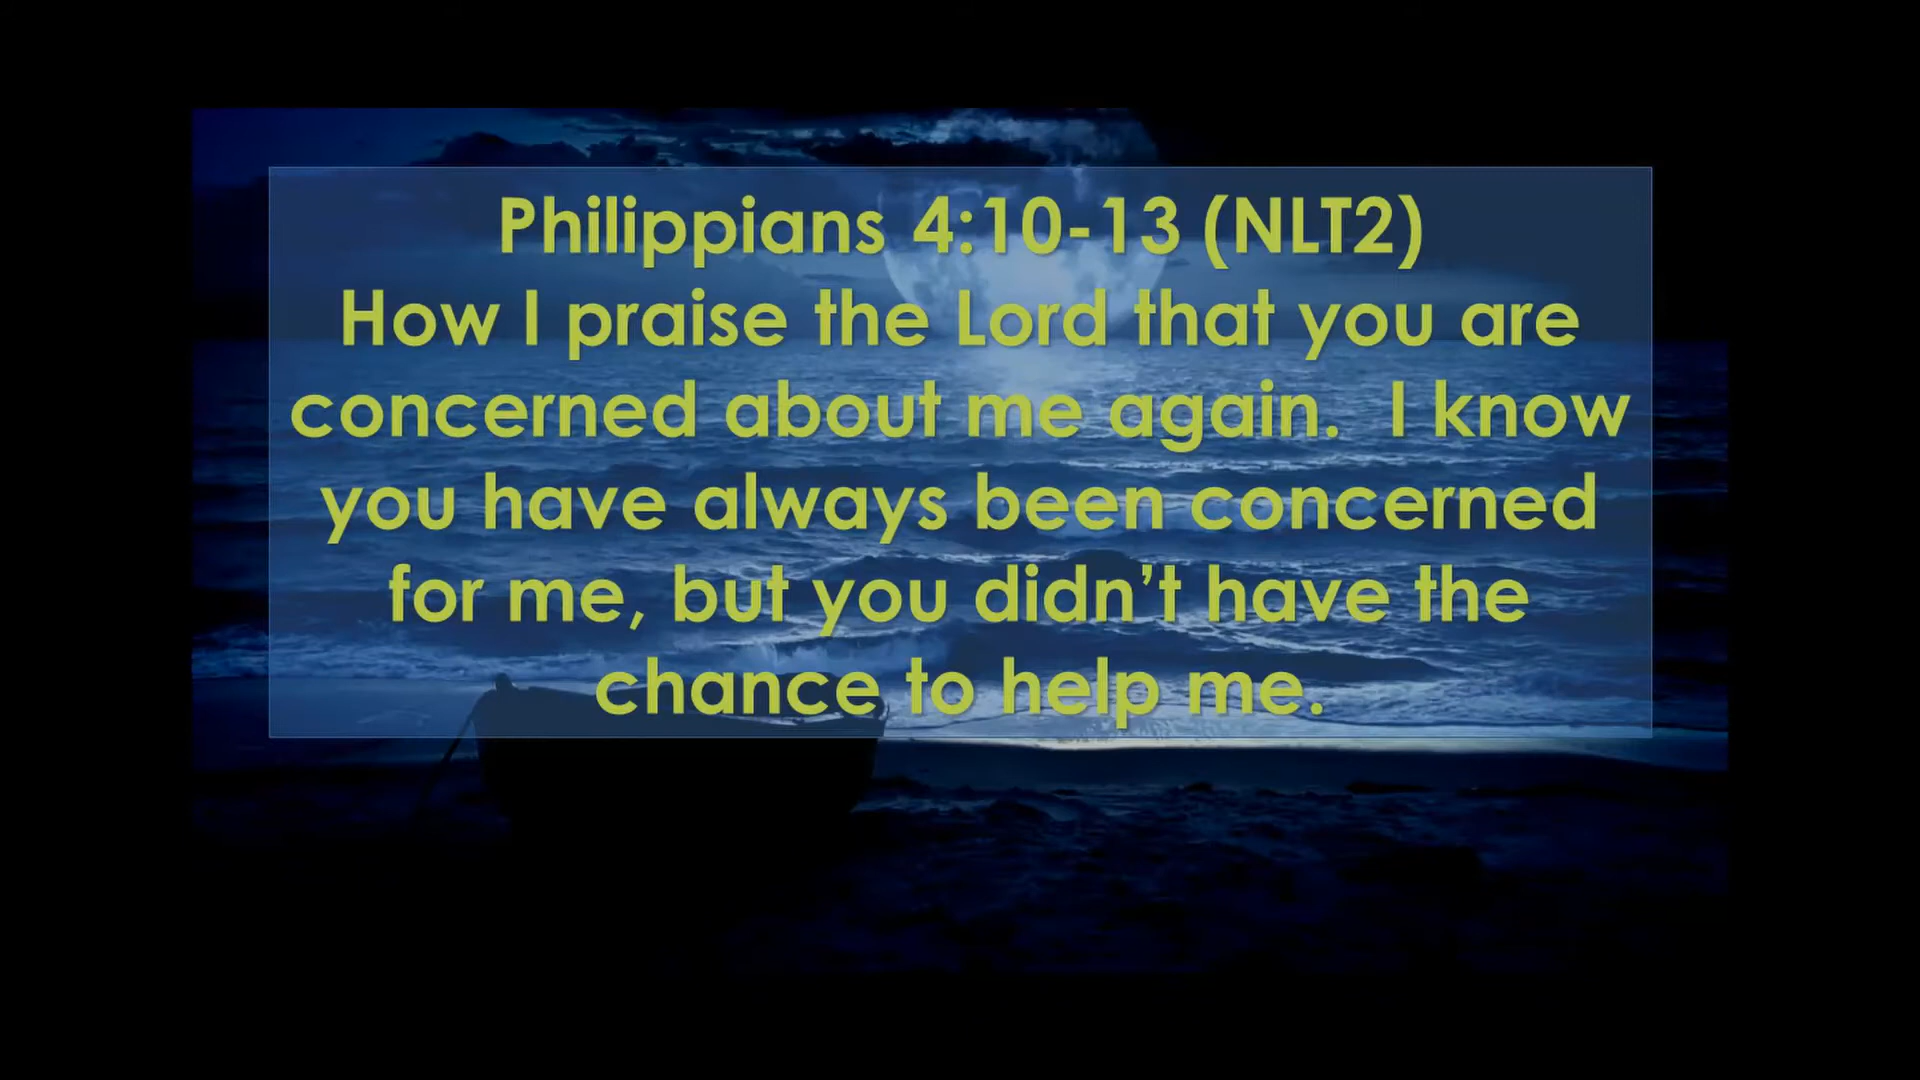 Philippians 4:10-13 (NLT2)
How I praise the Lord that you are
concerned about me again.  I know
you have always been concerned
for me, but you didn’t have the
chance to help me.